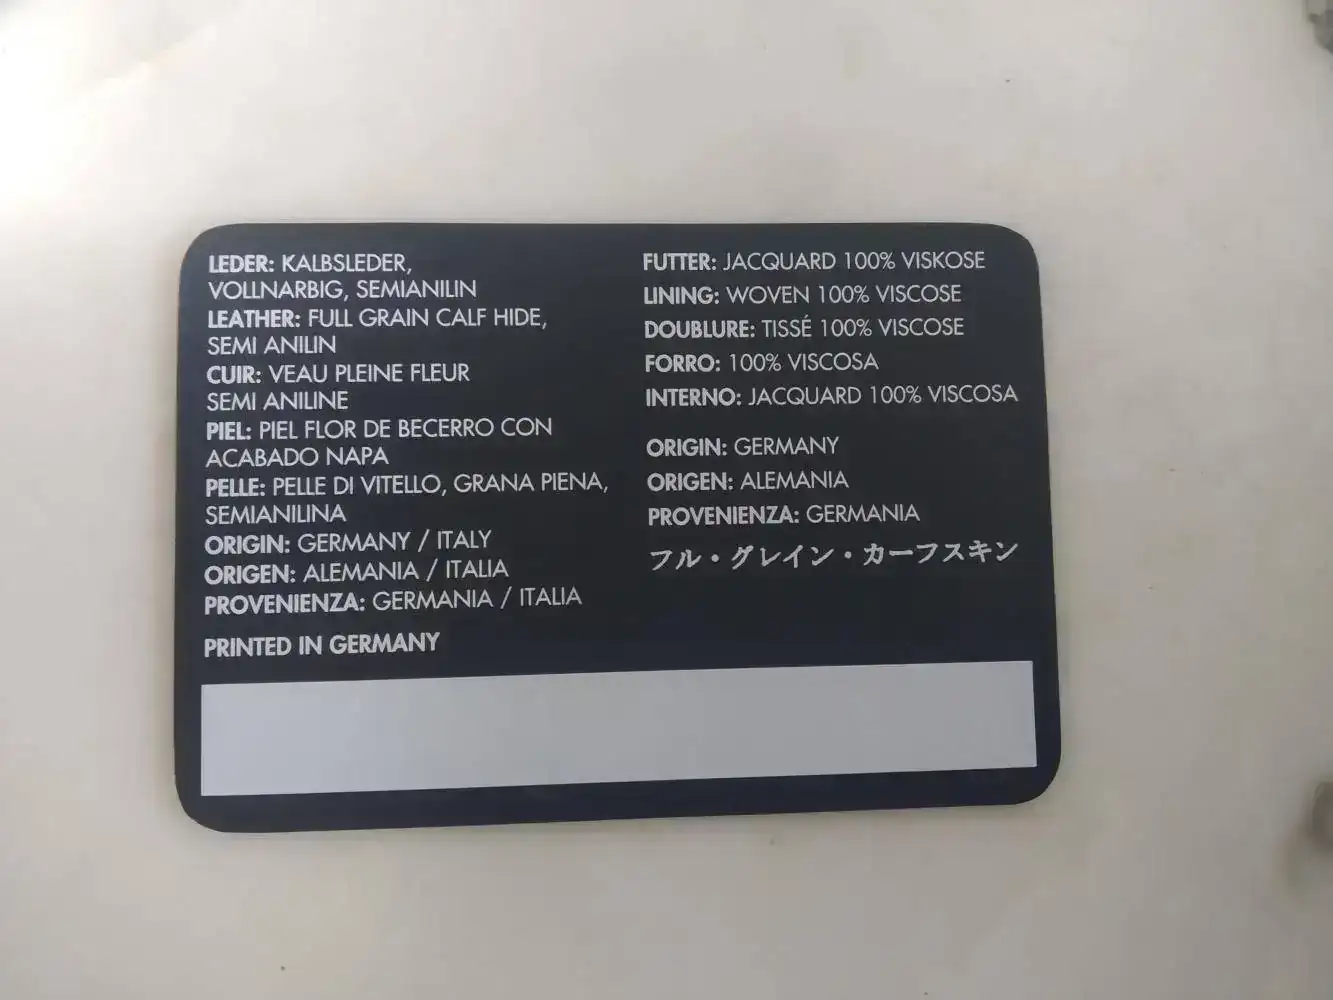 LEDER: KALBSLEDER,
VOLLNARBIG, SEMIANILIN
LEATHER: FULL GRAIN CALF HIDE,
SEMI ANILIN
CUIR: VEAU PLEINE FLEUR
SEMI ANILINE
PIEL: PIEL FLOR DE BECERRO CON
ACABADO NAPA
PELLE: PELLE DI VITELLO, GRANA PIENA,
SEMIANILINA
ORIGIN: GERMANY / ITALY
ORIGEN: ALEMANIA / ITALIA
PROVENIENZA: GERMANIA / ITALIA
PRINTED IN GERMANY
FUTTER: JACQUARD 100% VISKOSE
LINING: WOVEN 100% VISCOSE
DOUBLURE: TISSÉ 100% VISCOSE
FORRO: 100% VISCOSA
INTERNO: JACQUARD 100% VISCOSA
ORIGIN: GERMANY
ORIGEN: ALEMANIA
PROVENIENZA: GERMANIA
フル・グレイン・カーフスキン